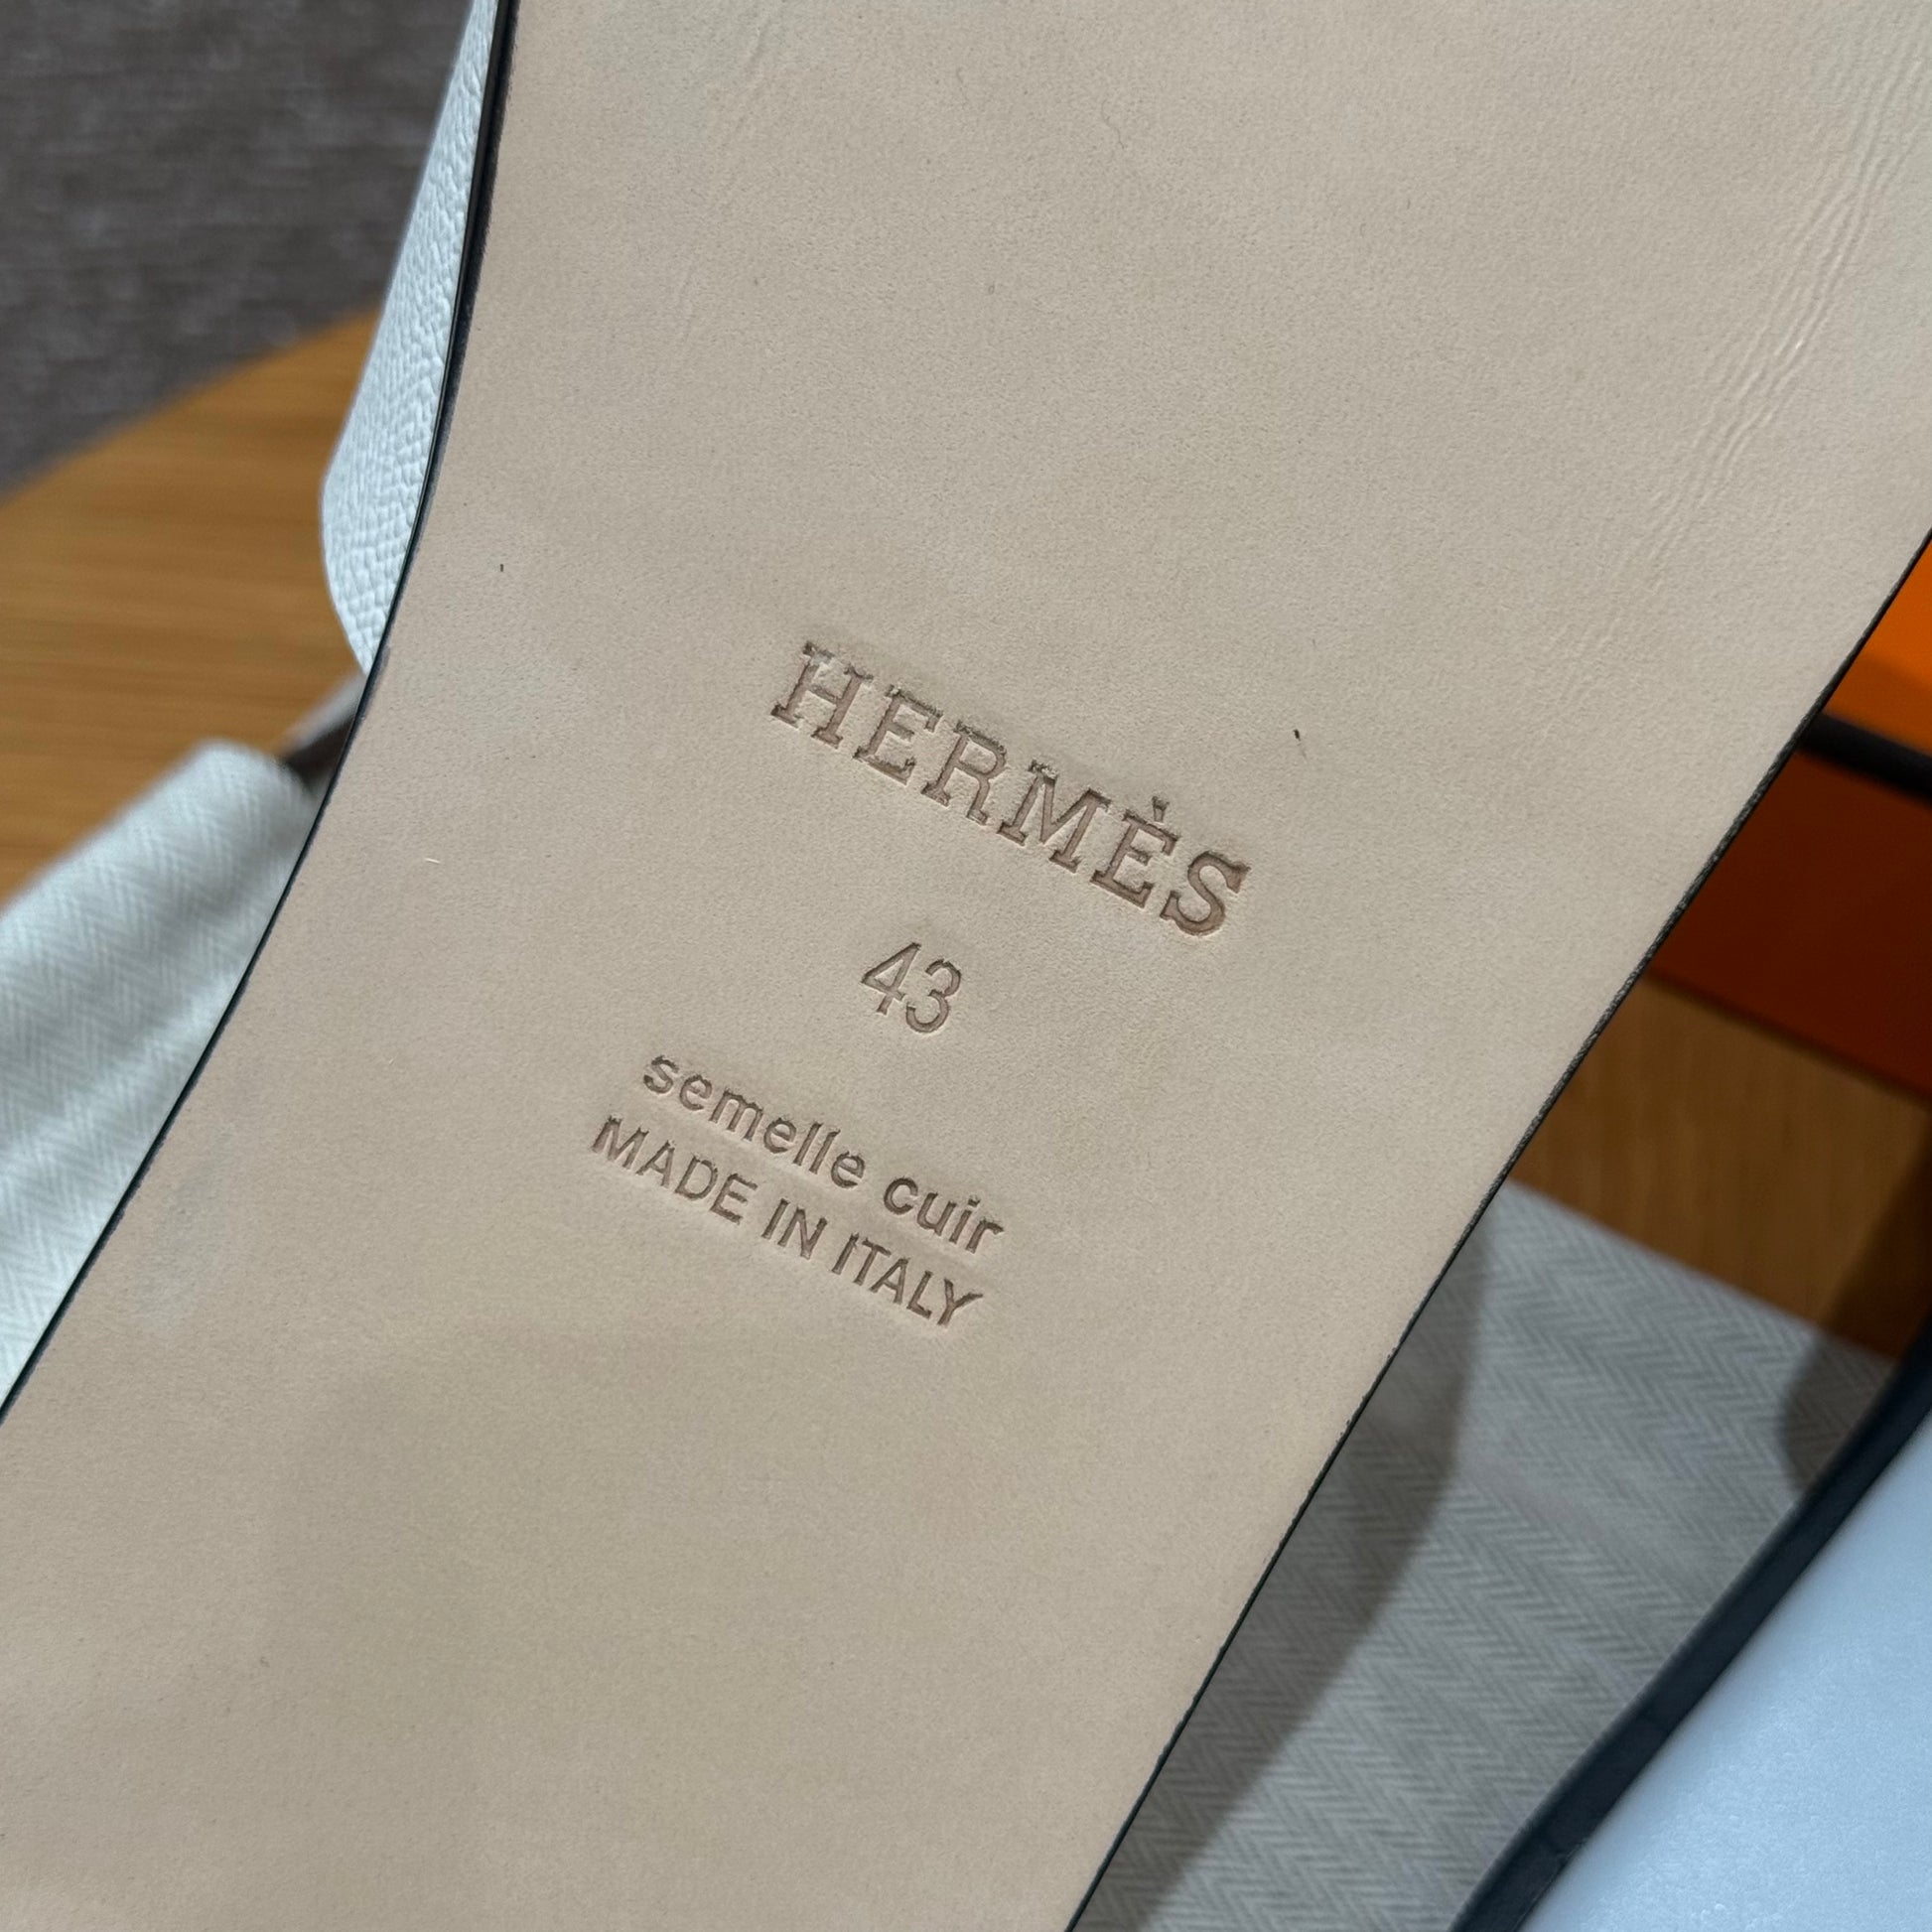 HERMÈS
43
semelle cuir
MADE IN ITALY